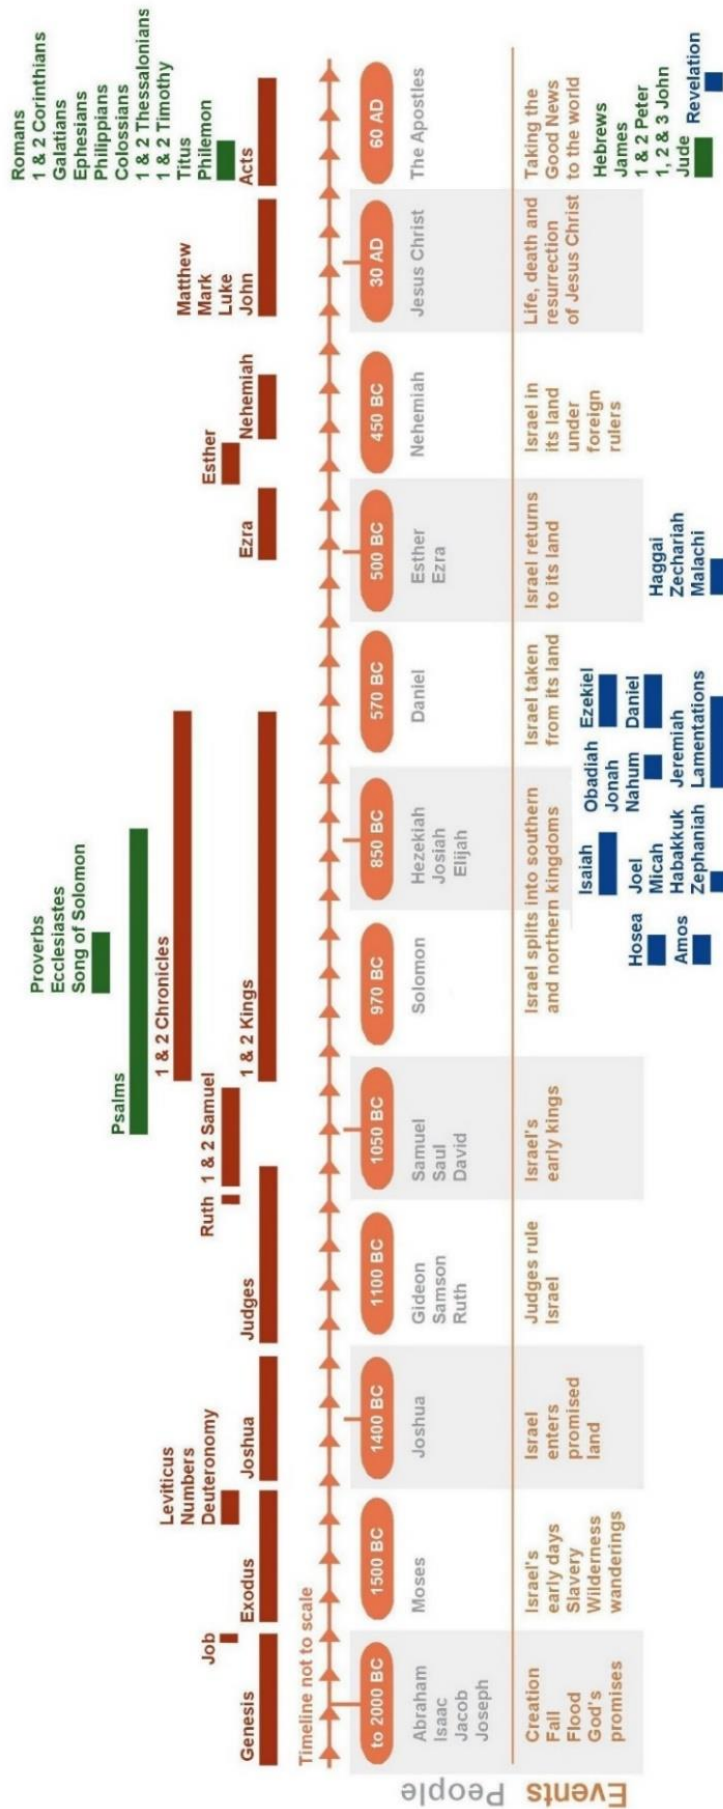 Proverbs
Ecclesiastes
Song of Solomon
Psalms
1 & 2 Chronicles
Romans
1 & 2 Corinthians
Galatians
Ephesians
Philippians
Colossians
1 & 2 Thessalonians
1 & 2 Timothy
Titus
Philemon
Leviticus
Numbers
Deuteronomy
Matthew
Mark
Luke
John
Job
Ruth
1 & 2 Samuel
Esther
Genesis
Exodus
Joshua
Judges
1 & 2 Kings
Ezra
Nehemiah
Acts
Timeline not to scale
to 2000 BC
1500 BC
1400 BC
1100 BC
1050 BC
970 BC
850 BC
570 BC
500 BC
450 BC
30 AD
60 AD
People
Abraham
Isaac
Jacob
Joseph
Moses
Joshua
Gideon
Samson
Ruth
Samuel
Saul
David
Solomon
Hezekiah
Josiah
Elijah
Daniel
Esther
Ezra
Nehemiah
Jesus Christ
The Apostles
Events
Creation
Fall
Flood
God's
promises
Israel's
early days
Slavery
Wilderness
wanderings
Israel
enters
promised
land
Judges rule
Israel
Israel's
early kings
Israel splits into southern
and northern kingdoms
Israel taken
from its land
Israel returns
to its land
Israel in
its land
under
foreign
rulers
Life, death and
resurrection
of Jesus Christ
Taking the
Good News
to the world
Hosea
Amos
Isaiah
Joel
Micah
Habakkuk
Zephaniah
Obadiah
Jonah
Nahum
Jeremiah
Lamentations
Ezekiel
Daniel
Haggai
Zechariah
Malachi
Hebrews
James
1 & 2 Peter
1, 2 & 3 John
Jude
Revelation